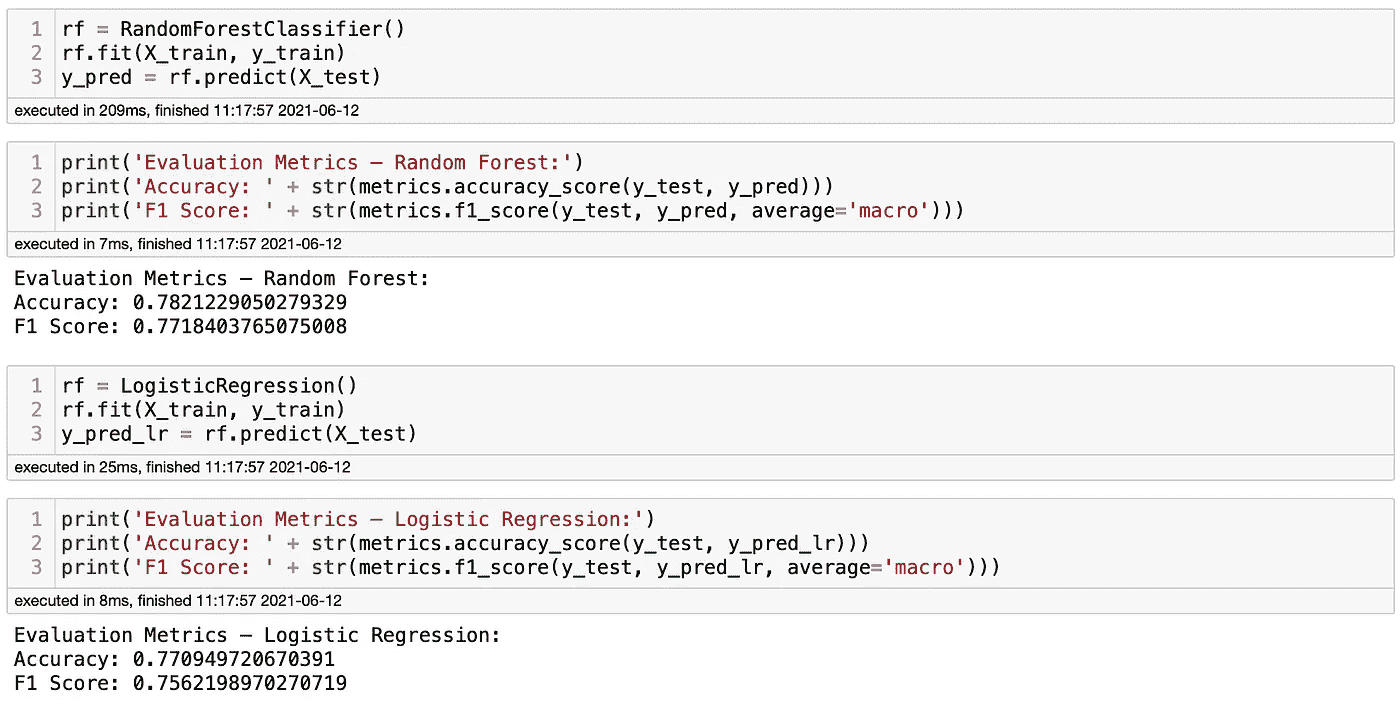 1 rf = RandomForestClassifier()
2 rf.fit(X_train, y_train)
3 y_pred = rf.predict(X_test)
executed in 209ms, finished 11:17:57 2021-06-12
1 print('Evaluation Metrics – Random Forest:')
2 print('Accuracy: ' + str(metrics.accuracy_score(y_test, y_pred)))
3 print('F1 Score: ' + str(metrics.f1_score(y_test, y_pred, average='macro')))
executed in 7ms, finished 11:17:57 2021-06-12
Evaluation Metrics – Random Forest:
Accuracy: 0.7821229050279329
F1 Score: 0.7718403765075008
1 rf = LogisticRegression()
2 rf.fit(X_train, y_train)
3 y_pred_lr = rf.predict(X_test)
executed in 25ms, finished 11:17:57 2021-06-12
1 print('Evaluation Metrics – Logistic Regression:')
2 print('Accuracy: ' + str(metrics.accuracy_score(y_test, y_pred_lr)))
3 print('F1 Score: ' + str(metrics.f1_score(y_test, y_pred_lr, average='macro')))
executed in 8ms, finished 11:17:57 2021-06-12
Evaluation Metrics – Logistic Regression:
Accuracy: 0.770949720670391
F1 Score: 0.7562198970270719